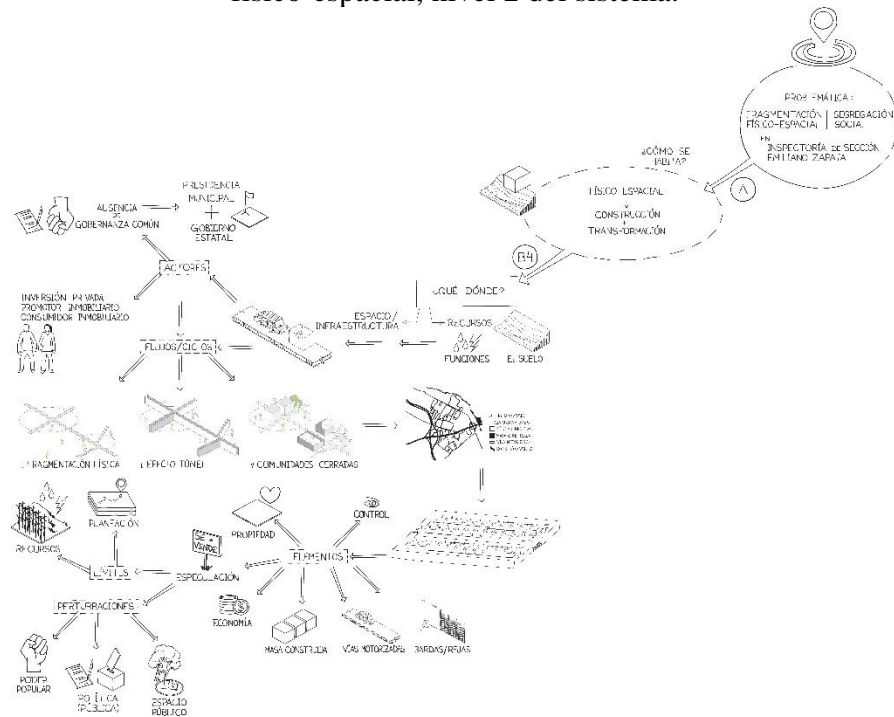 físico-espacial, nivel 2 del sistema.
PROBLEMÁTICA:
FRAGMENTACIÓN
FÍSICO-ESPACIAL
SEGREGACIÓN
SOCIAL
EN
INSPECTORÍA DE SECCIÓN
EMILIANO ZAPATA
A
¿CÓMO SE
HABITA?
FÍSICO ESPACIAL
+
CONSTRUCCIÓN
+
TRANSFORMACIÓN
B4
¿QUÉ DÓNDE?
ESPACIO/
INFRAESTRUCTURA
RECURSOS
FUNCIONES
EL SUELO
AUSENCIA
DE
GOBERNANZA COMÚN
PRESIDENCIA
MUNICIPAL
+
GOBIERNO
ESTATAL
ACTORES
INVERSIÓN PRIVADA
PROMOTOR INMOBILIARIO
CONSUMIDOR INMOBILIARIO
FLUJOS/CICLOS
FRAGMENTACIÓN FÍSICA
EFECTO TÚNEL
COMUNIDADES CERRADAS
RECURSOS
PLANEACIÓN
LÍMITES
SE
VENDE
ESPECULACIÓN
PROPIEDAD
CONTROL
ELEMENTOS
ECONOMÍA
MASA CONSTRUIDA
VÍAS MOTORIZADAS
BARDAS/REJAS
PERTURBACIONES
PODER
POPULAR
POLÍTICA
(PÚBLICA)
ESPACIO
PÚBLICO